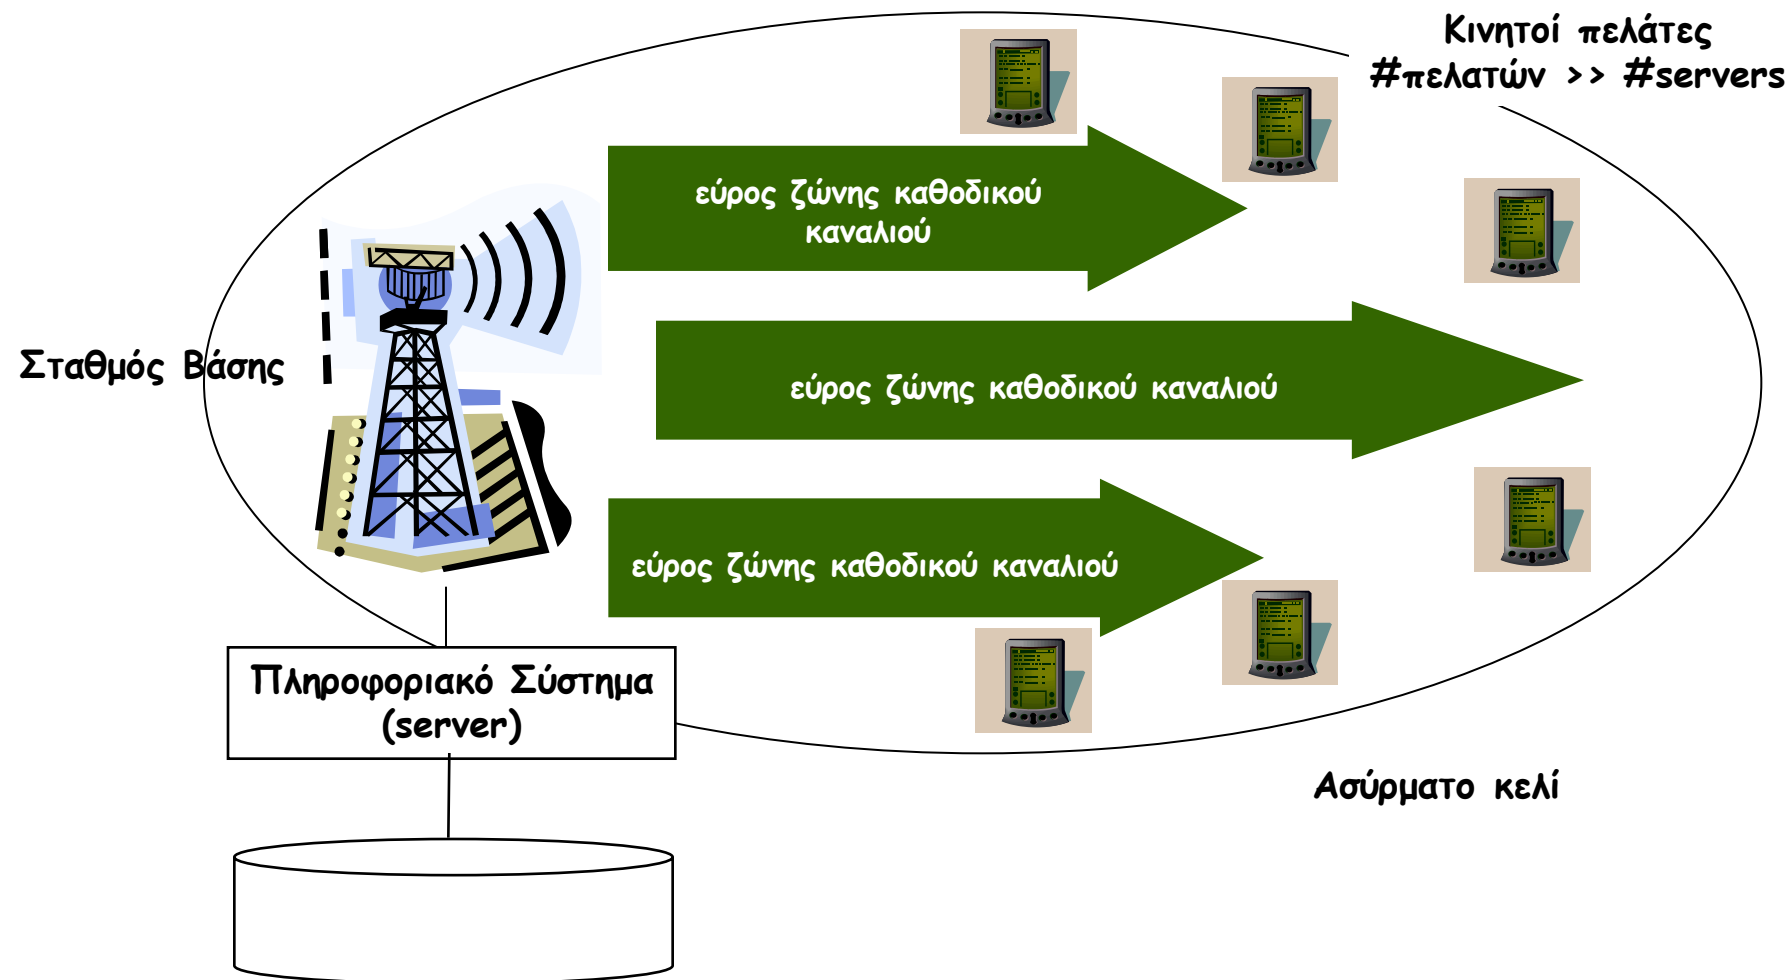 Κινητοί πελάτες
#πελατών >> #servers
εύρος ζώνης καθοδικού
καναλιού
Σταθμός Βάσης
εύρος ζώνης καθοδικού καναλιού
εύρος ζώνης καθοδικού καναλιού
Πληροφοριακό Σύστημα
(server)
Ασύρματο κελί